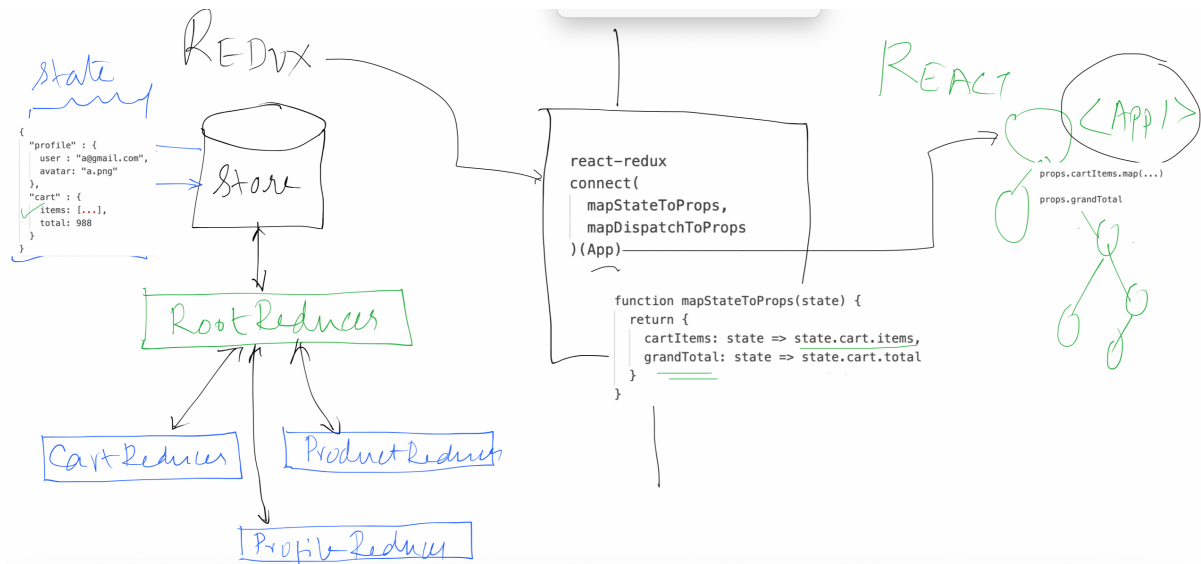 REDUX
state
{
"profile" : {
user : "a@gmail.com",
avatar: "a.png"
},
"cart" : {
items: [...],
total: 988
}
}
Store
RootReducer
CartReducer
ProductReducer
ProfileReducer
react-redux
connect(
mapStateToProps,
mapDispatchToProps
)(App)
function mapStateToProps(state) {
return {
cartItems: state => state.cart.items,
grandTotal: state => state.cart.total
}
}
REACT
<App/>
props.cartItems.map(...)
props.grandTotal